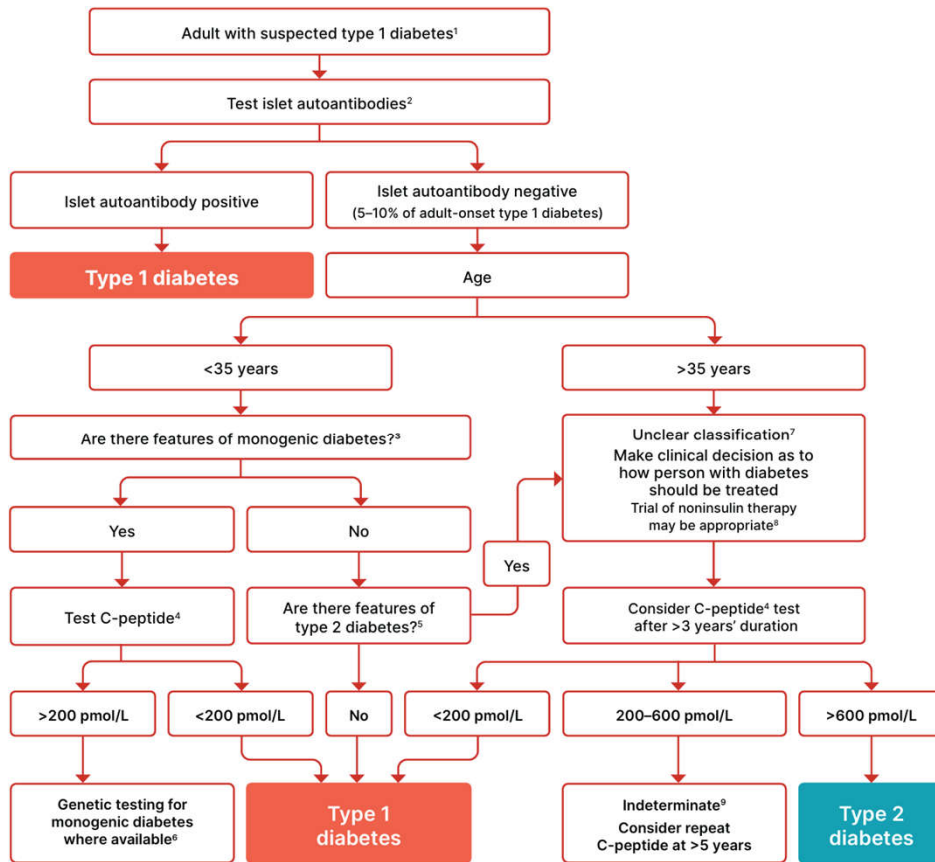 Adult with suspected type 1 diabetes¹
Test islet autoantibodies²
Islet autoantibody positive
Islet autoantibody negative
(5–10% of adult-onset type 1 diabetes)
Type 1 diabetes
Age
<35 years
>35 years
Are there features of monogenic diabetes?³
Unclear classification⁷
Make clinical decision as to
how person with diabetes
should be treated
Trial of noninsulin therapy
may be appropriate⁸
Yes
No
Yes
Test C-peptide⁴
Are there features of
type 2 diabetes?⁵
Consider C-peptide⁴ test
after >3 years' duration
>200 pmol/L
<200 pmol/L
No
<200 pmol/L
200–600 pmol/L
>600 pmol/L
Genetic testing for
monogenic diabetes
where available⁶
Type 1
diabetes
Indeterminate⁹
Consider repeat
C-peptide at >5 years
Type 2
diabetes